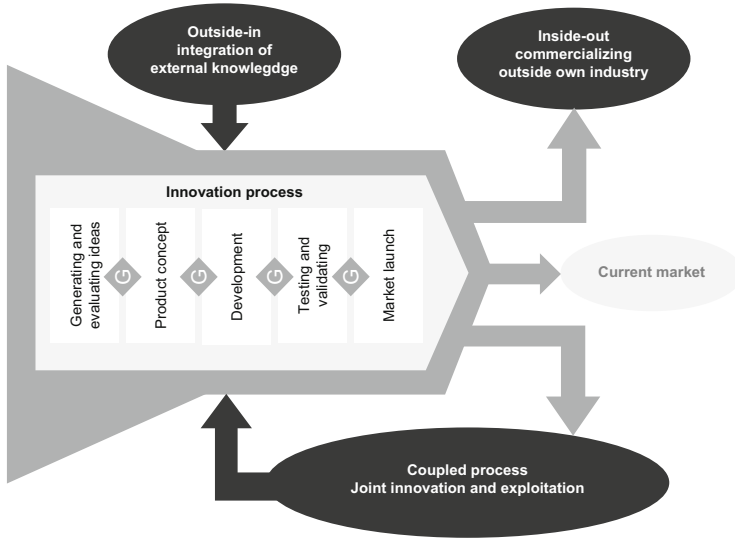 Outside-in
integration of
external knowlegdge
Inside-out
commercializing
outside own industry
Innovation process
Generating and
evaluating ideas
G
Product concept
G
Development
G
Testing and
validating
G
Market launch
Current market
Coupled process
Joint innovation and exploitation